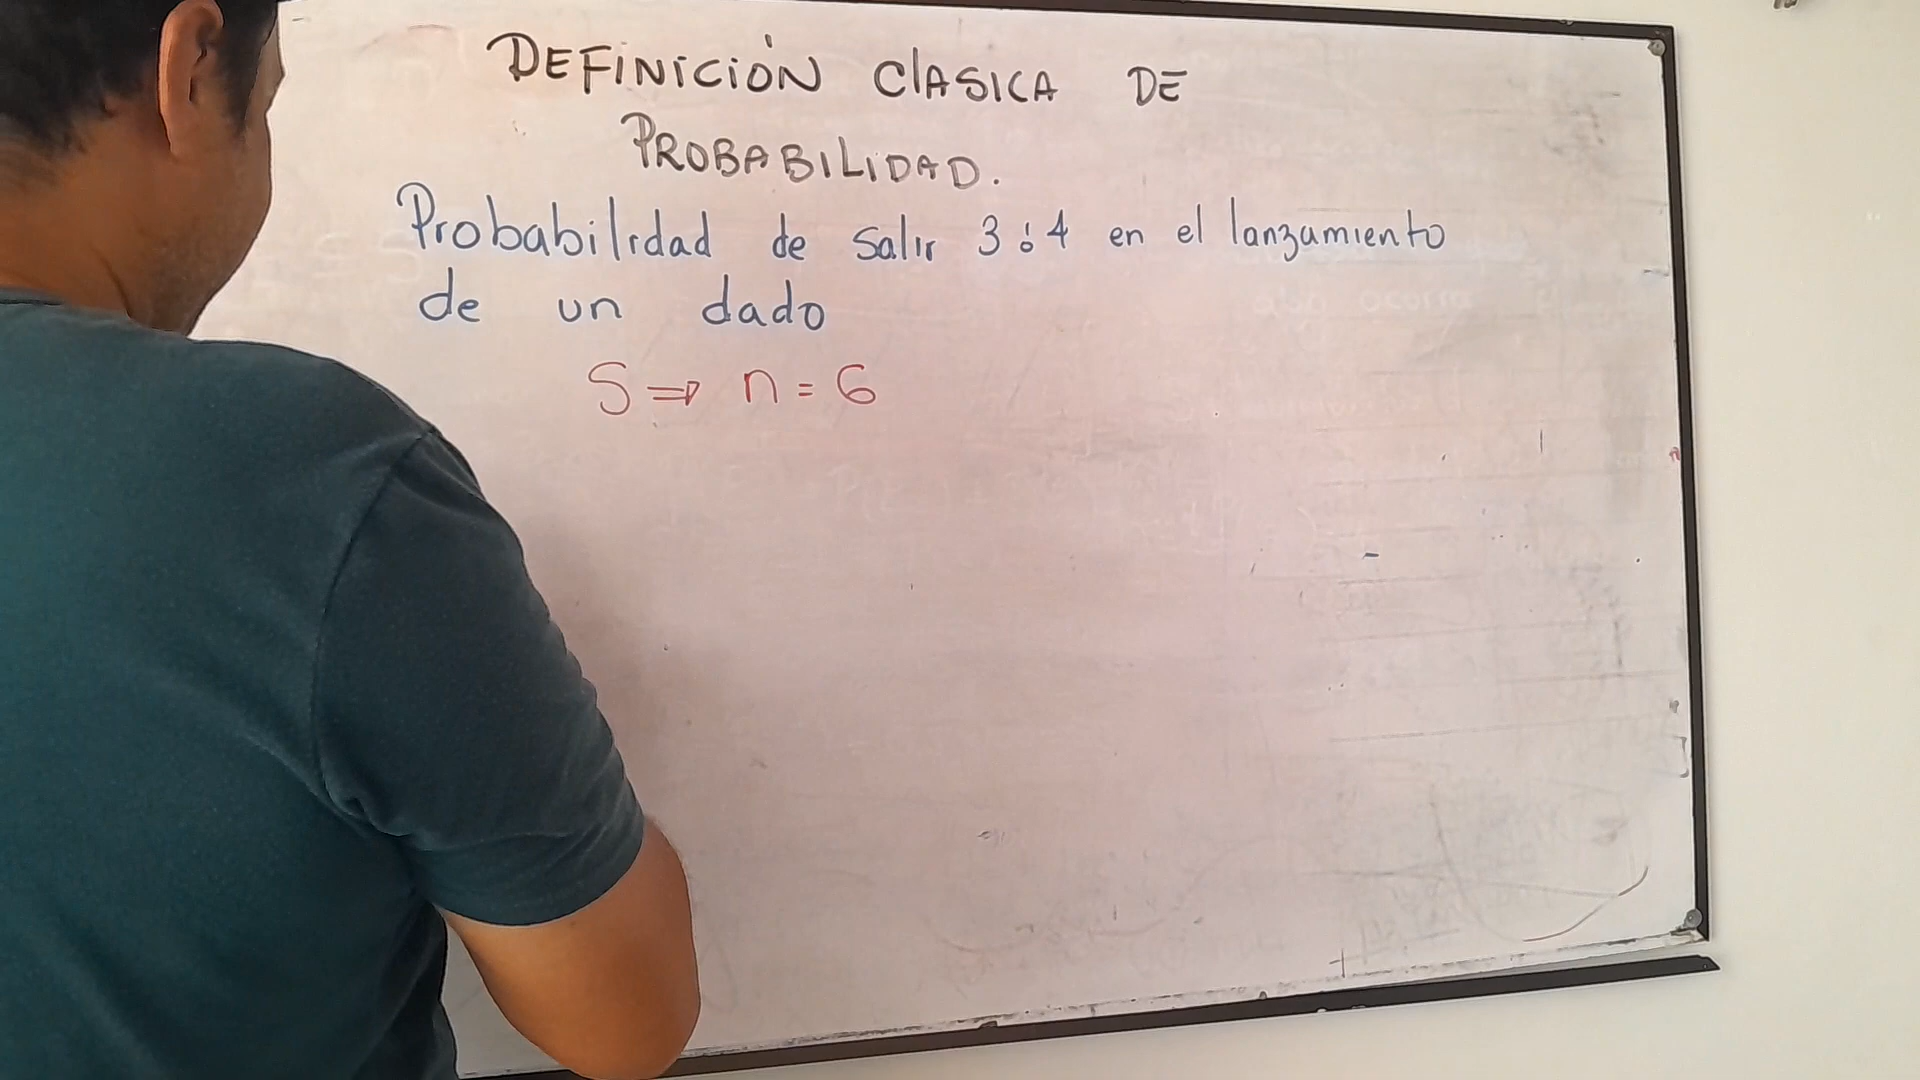 DEFINICIÓN CLASICA DE
PROBABILIDAD.
Probabilidad de salir 3 ó 4 en el lanzamiento
de un dado
S ⇒ n = 6